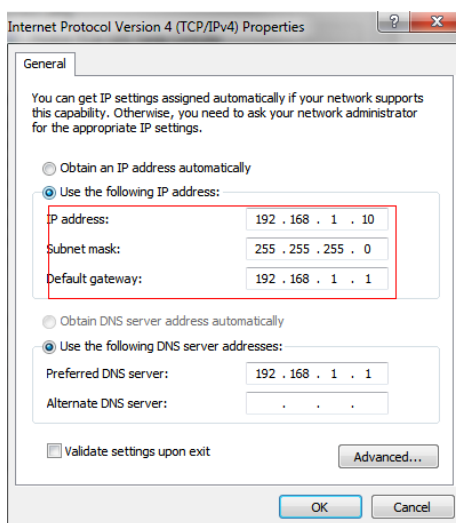 Internet Protocol Version 4 (TCP/IPv4) Properties
General
You can get IP settings assigned automatically if your network supports
this capability. Otherwise, you need to ask your network administrator
for the appropriate IP settings.
Obtain an IP address automatically
Use the following IP address:
IP address: 192 . 168 . 1 . 10
Subnet mask: 255 . 255 . 255 . 0
Default gateway: 192 . 168 . 1 . 1
Obtain DNS server address automatically
Use the following DNS server addresses:
Preferred DNS server: 192 . 168 . 1 . 1
Alternate DNS server: . . .
Validate settings upon exit
Advanced...
OK Cancel